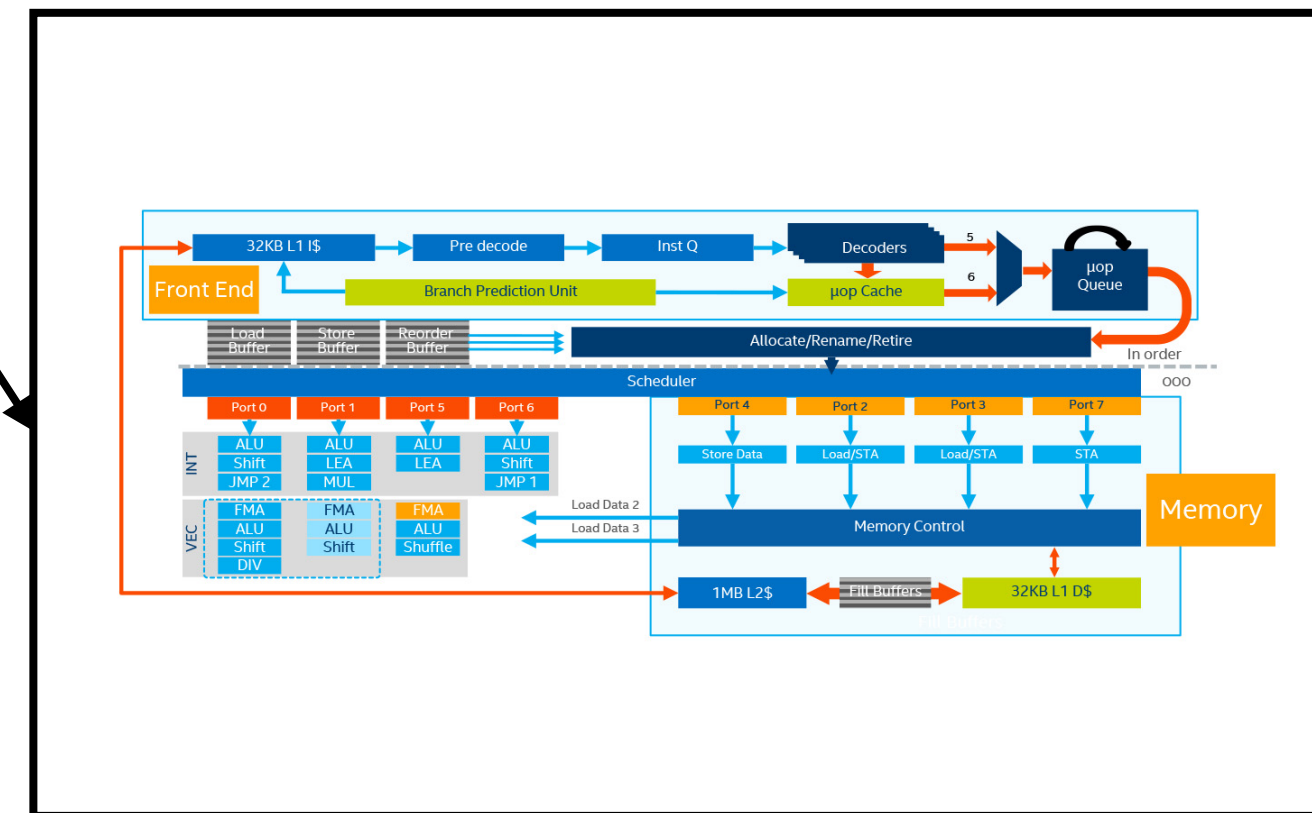 32KB L1 I$
Pre decode
Inst Q
Decoders
5
6
µop
Queue
Front End
Branch Prediction Unit
µop Cache
Load
Buffer
Store
Buffer
Reorder
Buffer
Allocate/Rename/Retire
In order
OOO
Scheduler
Port 0
Port 1
Port 5
Port 6
Port 4
Port 2
Port 3
Port 7
INT
ALU
Shift
JMP 2
ALU
LEA
MUL
ALU
LEA
ALU
Shift
JMP 1
Store Data
Load/STA
Load/STA
STA
VEC
FMA
ALU
Shift
DIV
FMA
ALU
Shift
FMA
ALU
Shuffle
Load Data 2
Load Data 3
Memory Control
Memory
1MB L2$
Fill Buffers
32KB L1 D$
Fill Buffers